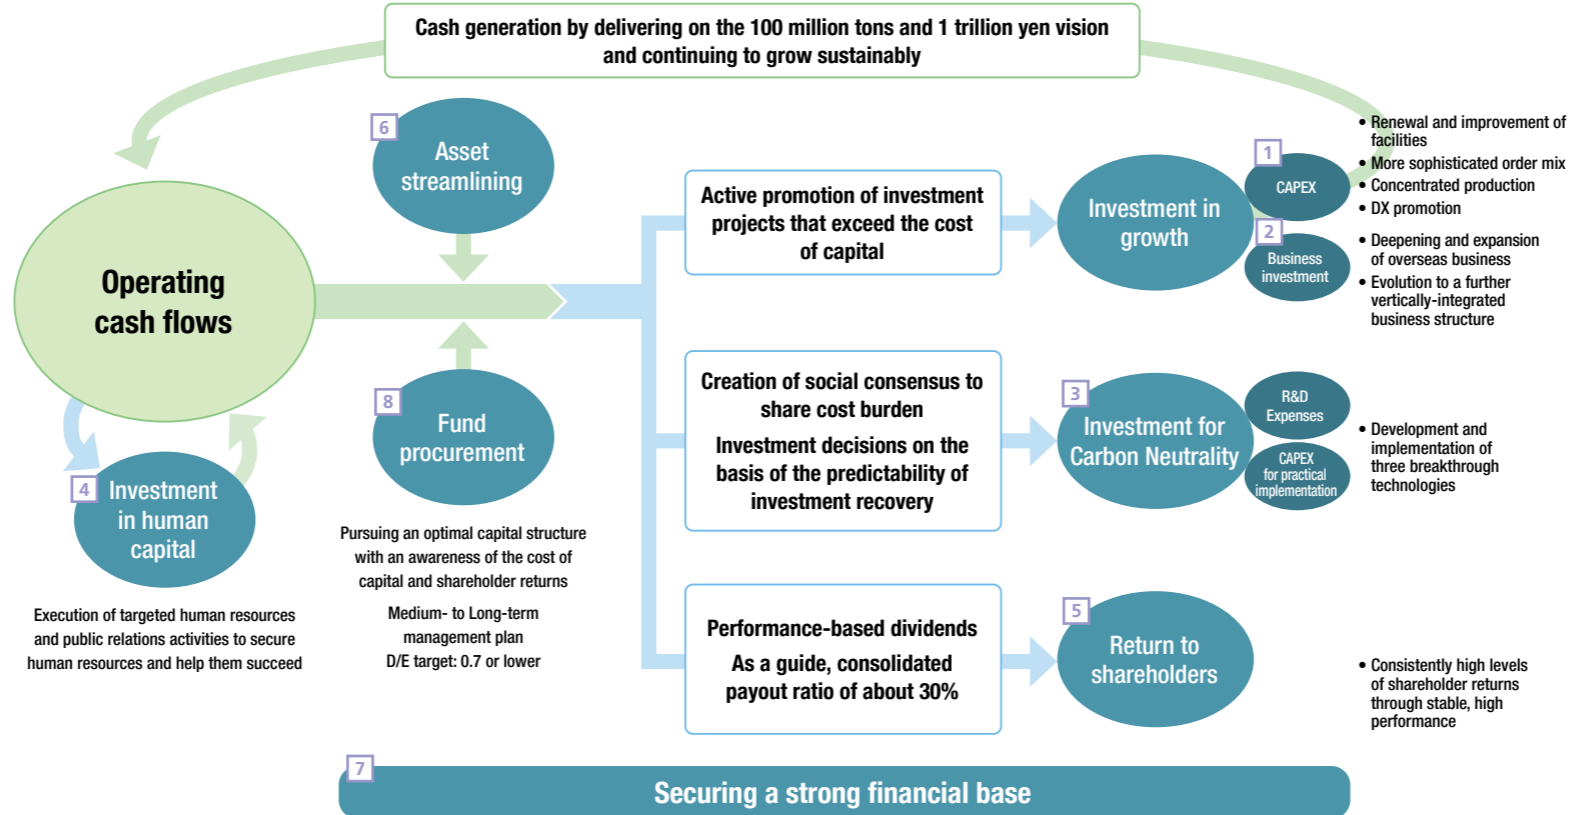 Cash generation by delivering on the 100 million tons and 1 trillion yen vision
and continuing to grow sustainably
Operating
cash flows
4
Investment
in human
capital
Execution of targeted human resources
and public relations activities to secure
human resources and help them succeed
6
Asset
streamlining
8
Fund
procurement
Pursuing an optimal capital structure
with an awareness of the cost of
capital and shareholder returns
Medium- to Long-term
management plan
D/E target: 0.7 or lower
Active promotion of investment
projects that exceed the cost
of capital
Investment in
growth
1
CAPEX
2
Business
investment
• Renewal and improvement of
facilities
• More sophisticated order mix
• Concentrated production
• DX promotion
• Deepening and expansion
of overseas business
• Evolution to a further
vertically-integrated
business structure
Creation of social consensus to
share cost burden
Investment decisions on the
basis of the predictability of
investment recovery
3
Investment for
Carbon Neutrality
R&D
Expenses
CAPEX
for practical
implementation
• Development and
implementation of
three breakthrough
technologies
Performance-based dividends
As a guide, consolidated
payout ratio of about 30%
5
Return to
shareholders
• Consistently high levels
of shareholder returns
through stable, high
performance
7
Securing a strong financial base